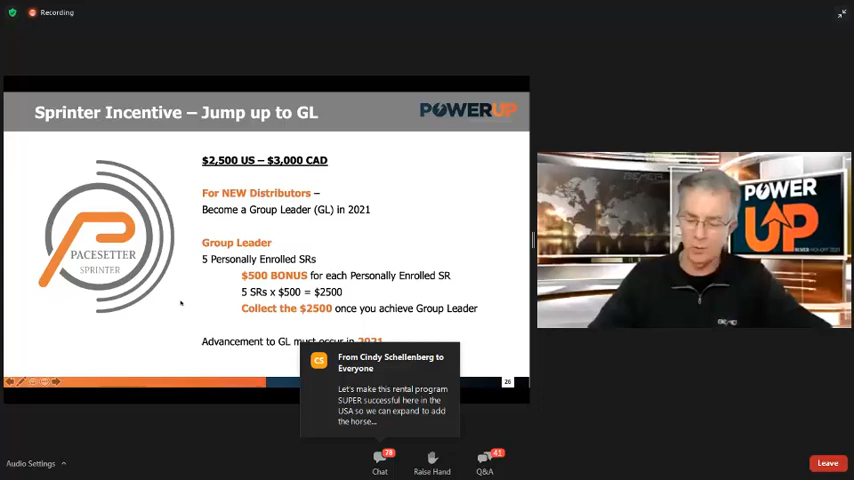 Recording
Sprinter Incentive – Jump up to GL
POWERUP
$2,500 US – $3,000 CAD
For NEW Distributors –
Become a Group Leader (GL) in 2021
Group Leader
5 Personally Enrolled SRs
$500 BONUS for each Personally Enrolled SR
5 SRs x $500 = $2500
Collect the $2500 once you achieve Group Leader
Advancement to GL must occur in 2021
PACESETTER
SPRINTER
26
POWER
UP
CS
From Cindy Schellenberg to
Everyone
Let's make this rental program
SUPER successful here in the
USA so we can expand to add
the horse...
Audio Settings
78
Chat
Raise Hand
41
Q&A
Leave